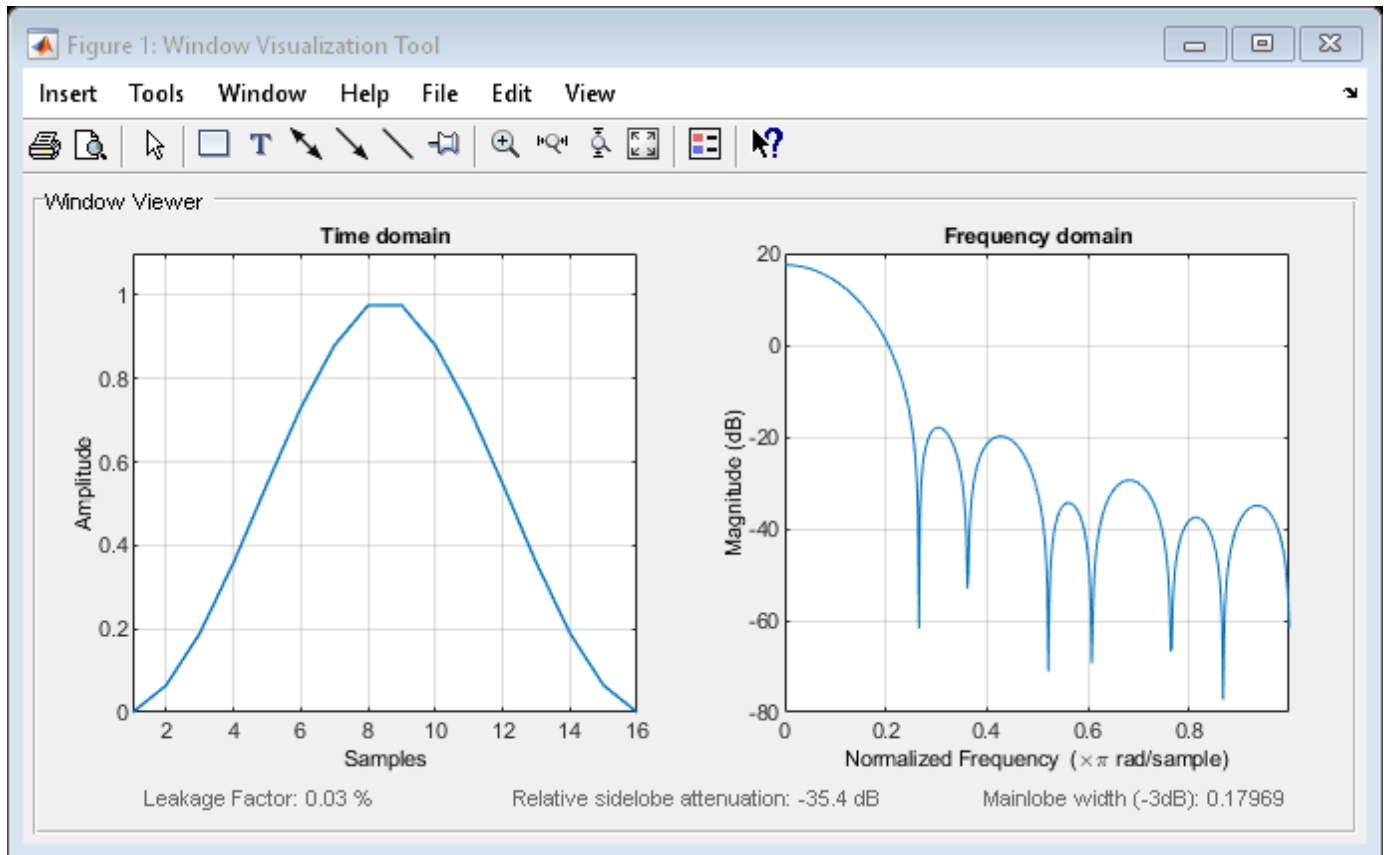 Figure 1: Window Visualization Tool
Insert Tools Window Help File Edit View
T
?
Window Viewer
Time domain
1
0.8
0.6
0.4
0.2
0
Amplitude
2 4 6 8 10 12 14 16
Samples
Frequency domain
20
0
-20
-40
-60
-80
Magnitude (dB)
0 0.2 0.4 0.6 0.8
Normalized Frequency (×π rad/sample)
Leakage Factor: 0.03 % Relative sidelobe attenuation: -35.4 dB Mainlobe width (-3dB): 0.17969